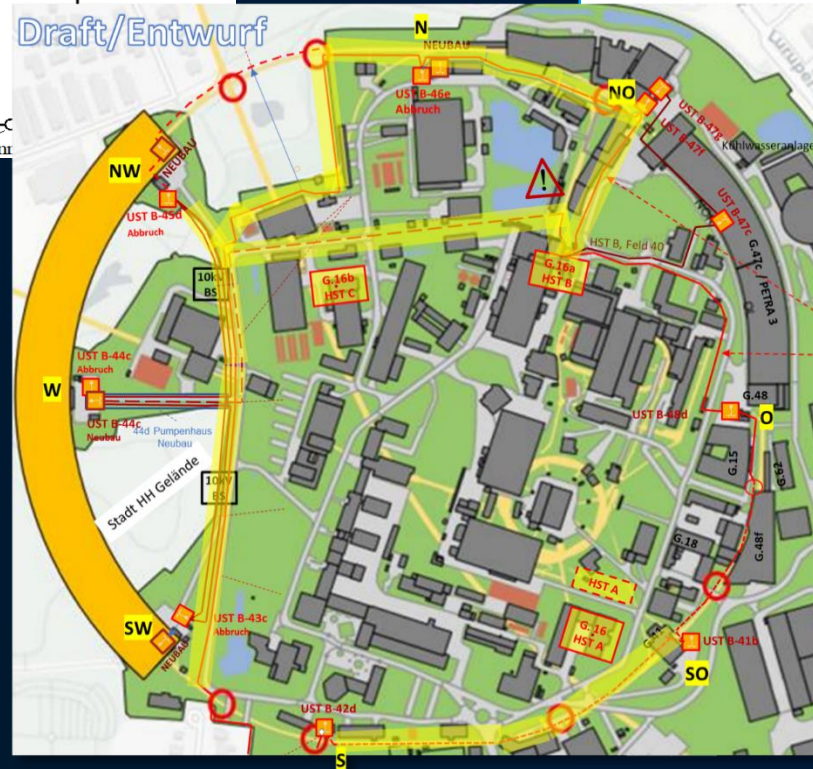 Draft/Entwurf
N
NEUBAU
UST B-46e
Abbruch
NO
UST B-47g
UST B-47f
Kühlwasseranlage
NW
NEUBAU
UST B-45d
Abbruch
UST B-47c
HST B, Feld 40
G.47c / PETRA 3
10kV
BS
G.16b
HST C
G.16a
HST B
UST B-44c
Abbruch
W
UST B-44c
Neubau
44d Pumpenhaus
Neubau
UST B-48d
G.48
O
G.15
G.62
Stadt HH Gelände
10kV
BS
G.18
G.48f
HST A
G.16
HST A
UST B-43c
Abbruch
SW
NEUBAU
UST B-41b
SO
UST B-42d
S